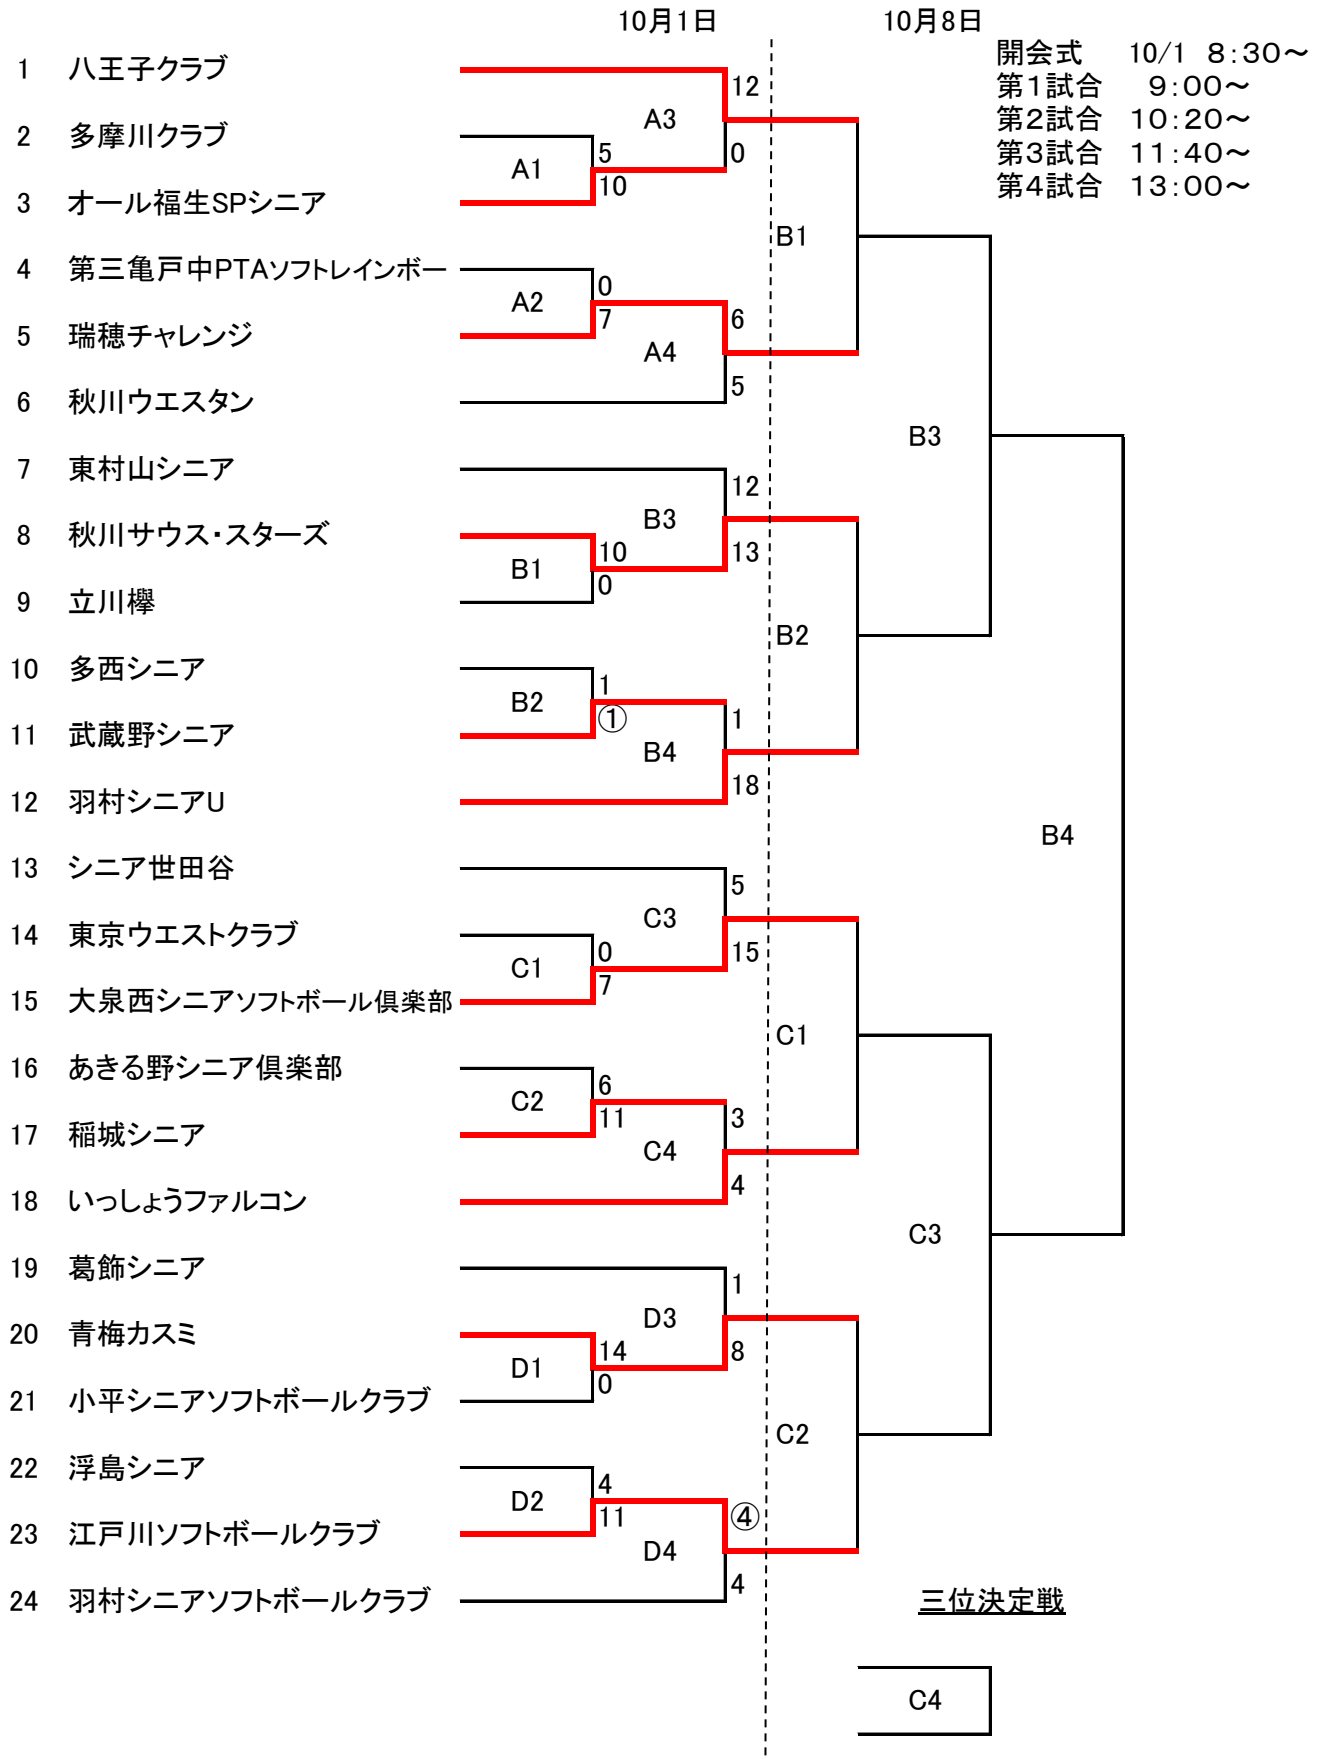 10月1日 10月8日
開会式 10/1 8:30～
第1試合 9:00～
第2試合 10:20～
第3試合 11:40～
第4試合 13:00～
1 八王子クラブ
12
A3
2 多摩川クラブ
5
0
A1
10
3 オール福生SPシニア
B1
4 第三亀戸中PTAソフトレインボー
0
A2
7
6
5 瑞穂チャレンジ
A4
5
6 秋川ウエスタン
B3
7 東村山シニア
12
B3
8 秋川サウス・スターズ
10
13
B1
0
9 立川欅
B2
10 多西シニア
1
B2
①
1
11 武蔵野シニア
B4
18
12 羽村シニアU
B4
13 シニア世田谷
5
C3
14 東京ウエストクラブ
0
15
C1
7
15 大泉西シニアソフトボール倶楽部
C1
16 あきる野シニア倶楽部
6
C2
11
3
17 稲城シニア
C4
4
18 いっしょうファルコン
C3
19 葛飾シニア
1
D3
20 青梅カスミ
14
8
D1
0
21 小平シニアソフトボールクラブ
C2
22 浮島シニア
4
D2
11
④
23 江戸川ソフトボールクラブ
D4
4
24 羽村シニアソフトボールクラブ
三位決定戦
C4